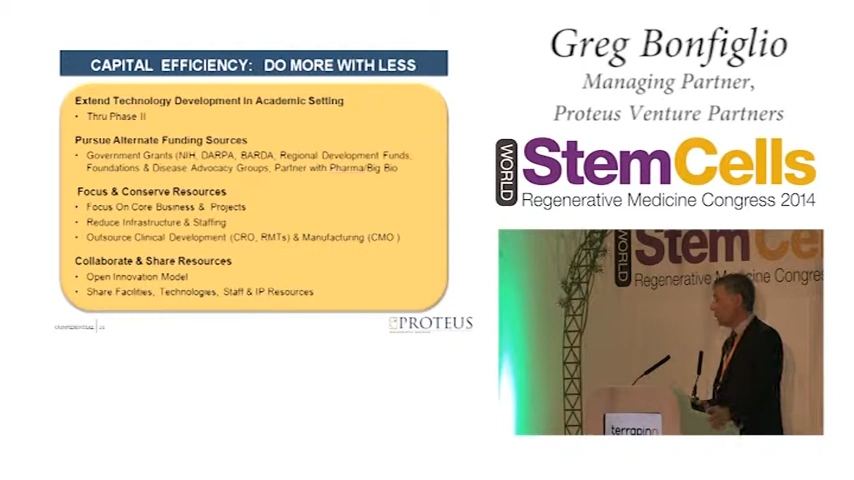 CAPITAL EFFICIENCY: DO MORE WITH LESS
Extend Technology Development In Academic Setting
• Thru Phase II
Pursue Alternate Funding Sources
• Government Grants (NIH, DARPA, BARDA, Regional Development Funds,
Foundations & Disease Advocacy Groups, Partner with Pharma/Big Bio
Focus & Conserve Resources
• Focus On Core Business & Projects
• Reduce Infrastructure & Staffing
• Outsource Clinical Development (CRO, RMTs) & Manufacturing (CMO )
Collaborate & Share Resources
• Open Innovation Model
• Share Facilities, Technologies, Staff & IP Resources
CONFIDENTIAL
PROTEUS
Greg Bonfiglio
Managing Partner,
Proteus Venture Partners
WORLD
StemCells
Regenerative Medicine Congress 2014
WORLD
StemCe
Regenerative Medicine Congres
terrapinn